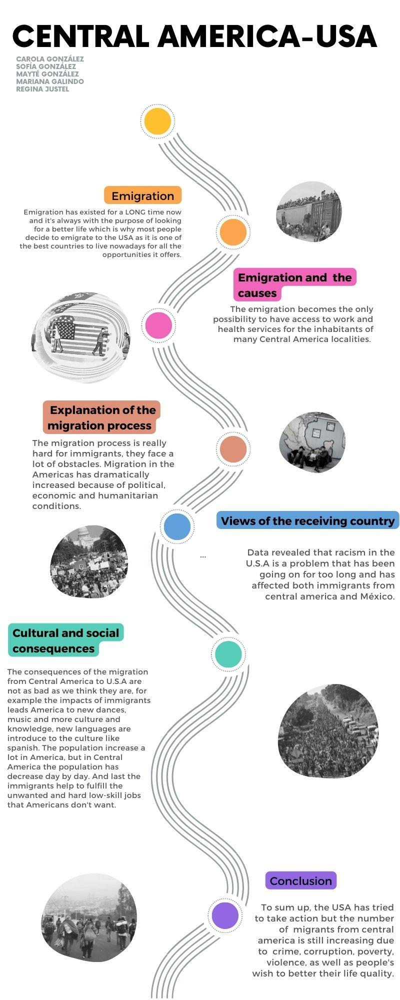 CENTRAL AMERICA-USA
CAROLA GONZÁLEZ
SOFÍA GONZÁLEZ
MAYTÉ GONZÁLEZ
MARIANA GALINDO
REGINA JUSTEL
Emigration
Emigration has existed for a LONG time now
and it's always with the purpose of looking
for a better life which is why most people
decide to emigrate to the USA as it is one of
the best countries to live nowadays for all the
opportunities it offers.
Emigration and the
causes
The emigration becomes the only
possibility to have access to work and
health services for the inhabitants of
many Central America localities.
Explanation of the
migration process
The migration process is really
hard for immigrants, they face a
lot of obstacles. Migration in the
Americas has dramatically
increased because of political,
economic and humanitarian
conditions.
Views of the receiving country
...
Data revealed that racism in the
U.S.A is a problem that has been
going on for too long and has
affected both immigrants from
central america and México.
Cultural and social
consequences
The consequences of the migration
from Central America to U.S.A are
not as bad as we think they are, for
example the impacts of immigrants
leads America to new dances,
music and more culture and
knowledge, new languages are
introduce to the culture like
spanish. The population increase a
lot in America, but in Central
America the population has
decrease day by day. And last the
immigrants help to fulfill the
unwanted and hard low-skill jobs
that Americans don't want.
Conclusion
To sum up, the USA has tried
to take action but the number
of migrants from central
america is still increasing due
to crime, corruption, poverty,
violence, as well as people's
wish to better their life quality.